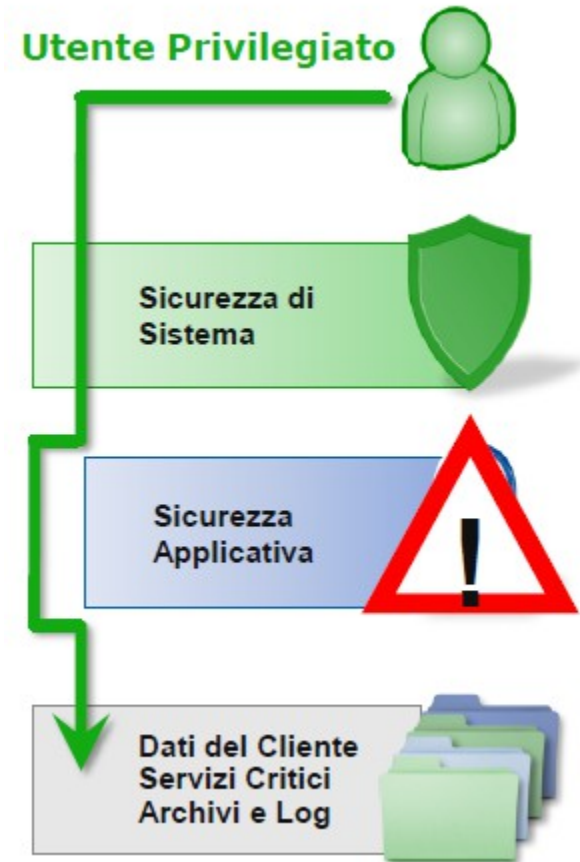 Utente Privilegiato
Sicurezza di
Sistema
Sicurezza
Applicativa
!
Dati del Cliente
Servizi Critici
Archivi e Log